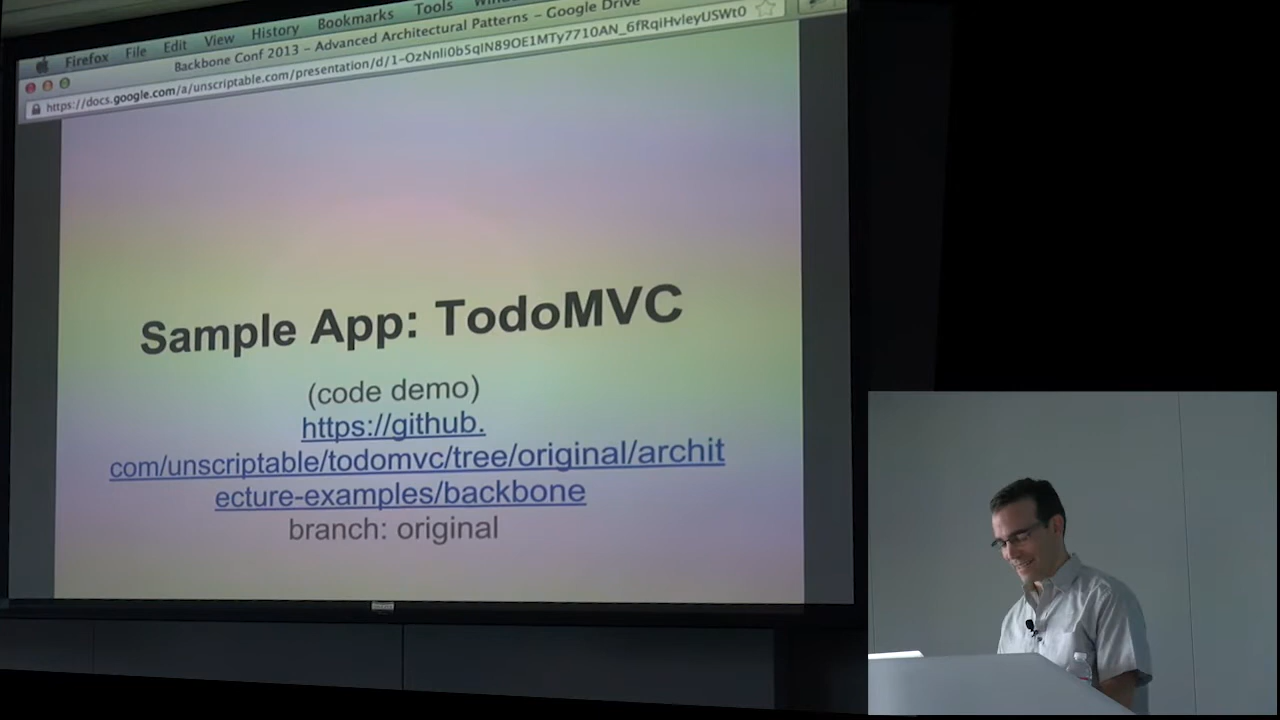 Firefox File Edit View History Bookmarks Tools
Backbone Conf 2013 – Advanced Architectural Patterns – Google Drive
https://docs.google.com/a/unscriptable.com/presentation/d/1-OzNnli0b5qIN89OE1MTy7710AN_6fRqiHvleyUSWt0
Sample App: TodoMVC
(code demo)
https://github.
com/unscriptable/todomvc/tree/original/archit
ecture-examples/backbone
branch: original